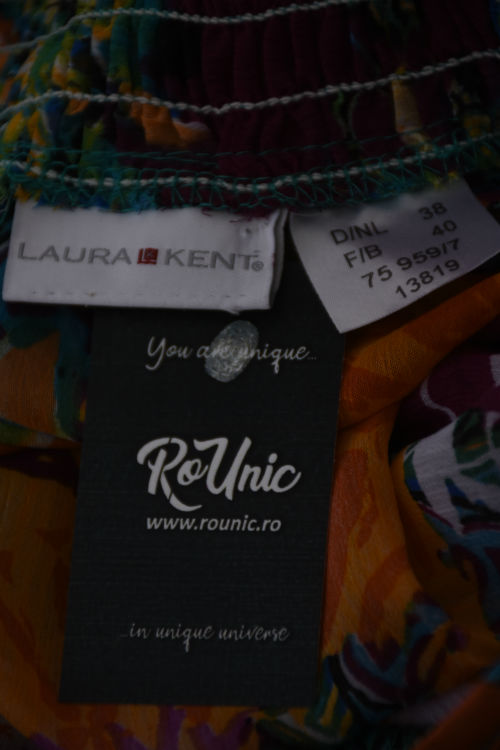 LAURA KENT®
D/NL 38
F/B 40
75 959/7
13819
You are unique...
RoUnic
www.rounic.ro
...in unique universe